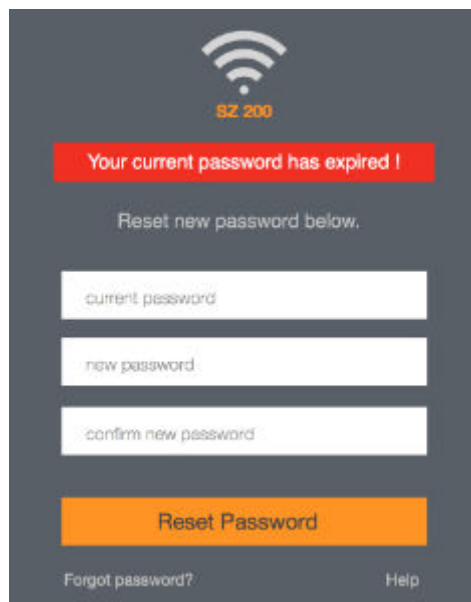 SZ 200
Your current password has expired !
Reset new password below.
current password
new password
confirm new password
Reset Password
Forgot password? Help